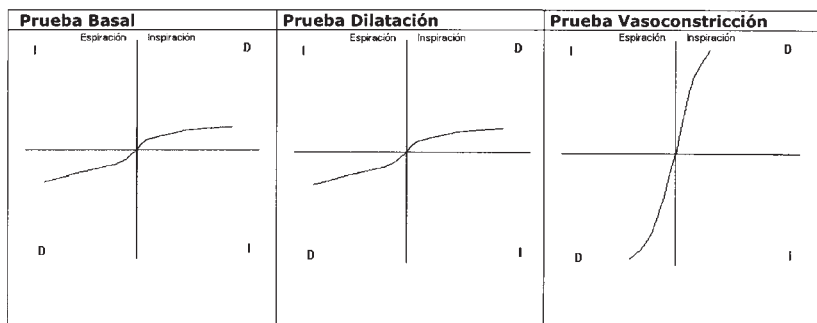 Prueba Basal
Espiración Inspiración
I D
D I
Prueba Dilatación
Espiración Inspiración
I D
D I
Prueba Vasoconstricción
Espiración Inspiración
I D
D i